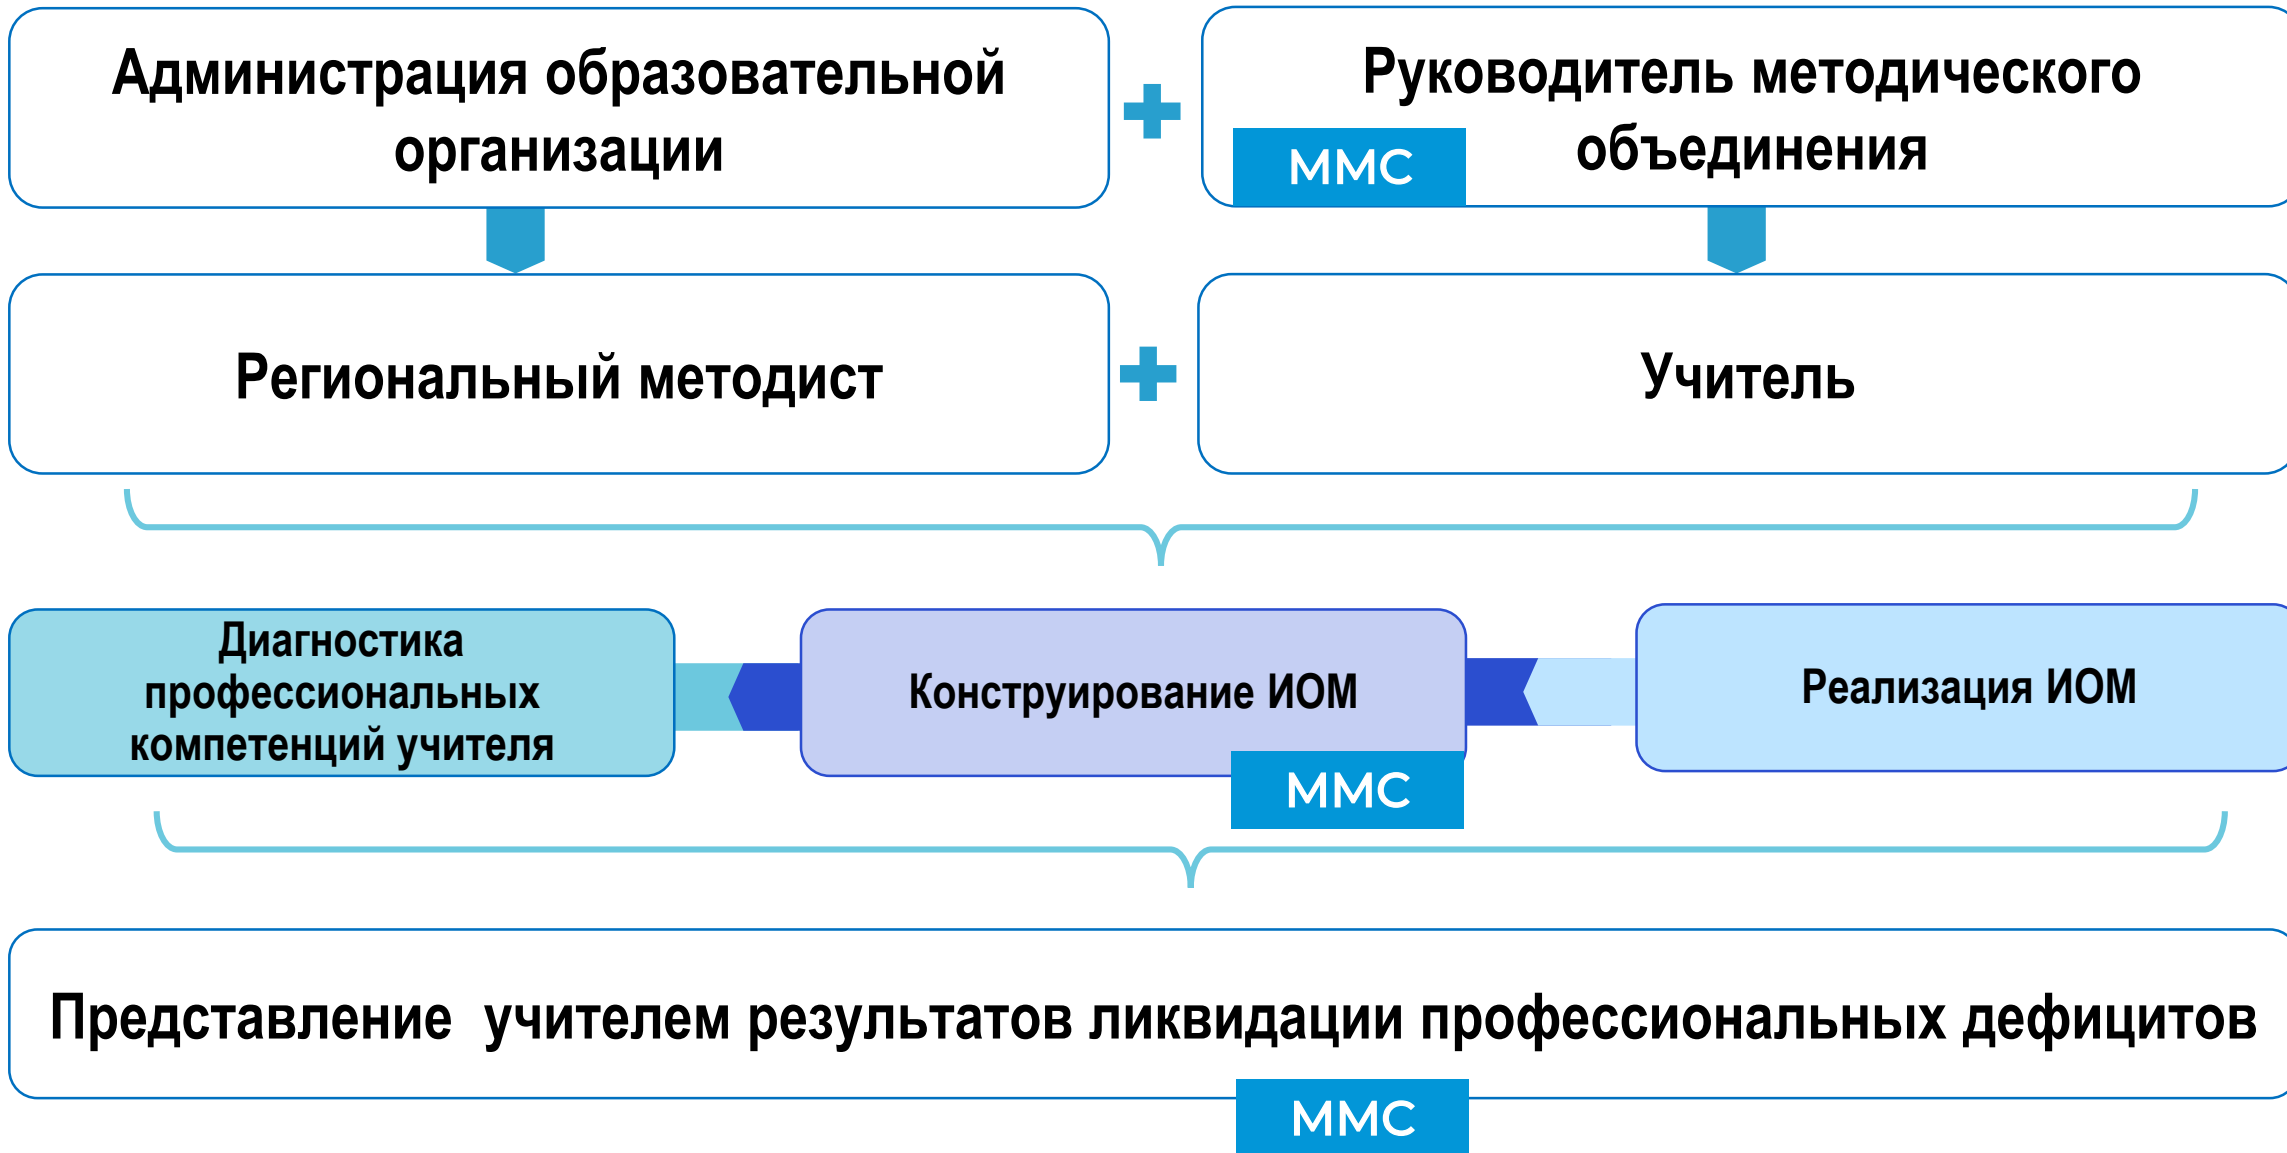 Администрация образовательной
организации
Руководитель методического
объединения
ММС
Региональный методист
Учитель
Диагностика
профессиональных
компетенций учителя
Конструирование ИОМ
ММС
Реализация ИОМ
Представление учителем результатов ликвидации профессиональных дефицитов
ММС